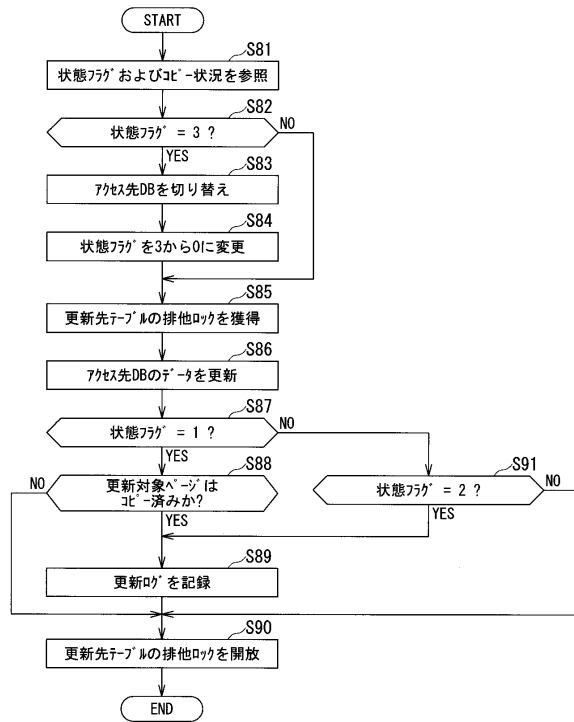 START
S81
状態フラグおよびコピー状況を参照
S82
状態フラグ = 3 ?
NO
YES
S83
アクセス先DBを切り替え
S84
状態フラグを3から0に変更
S85
更新先テーブルの排他ロックを獲得
S86
アクセス先DBのデータを更新
S87
状態フラグ = 1 ?
NO
YES
S88
NO
更新対象ページは
コピー済みか?
YES
S91
状態フラグ = 2 ?
NO
YES
S89
更新ログを記録
S90
更新先テーブルの排他ロックを開放
END